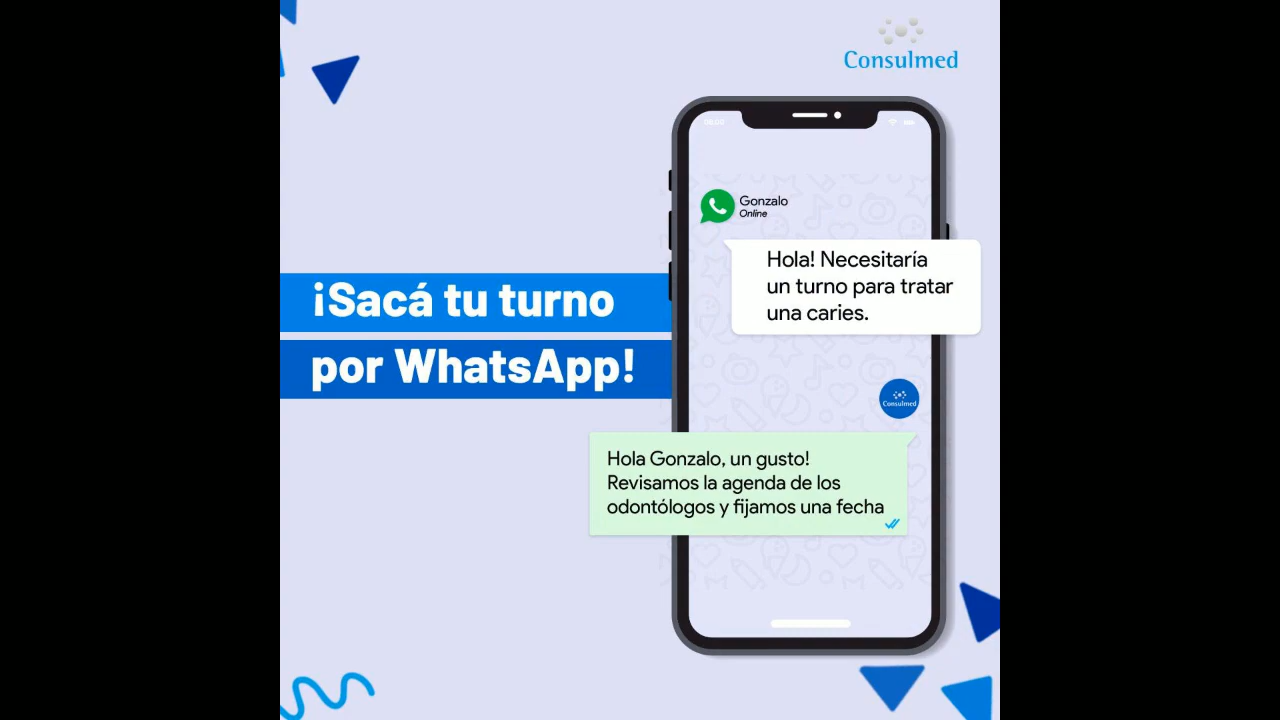 Consulmed
¡Sacá tu turno
por WhatsApp!
Gonzalo
Online
Hola! Necesitaría
un turno para tratar
una caries.
Consulmed
Hola Gonzalo, un gusto!
Revisamos la agenda de los
odontólogos y fijamos una fecha